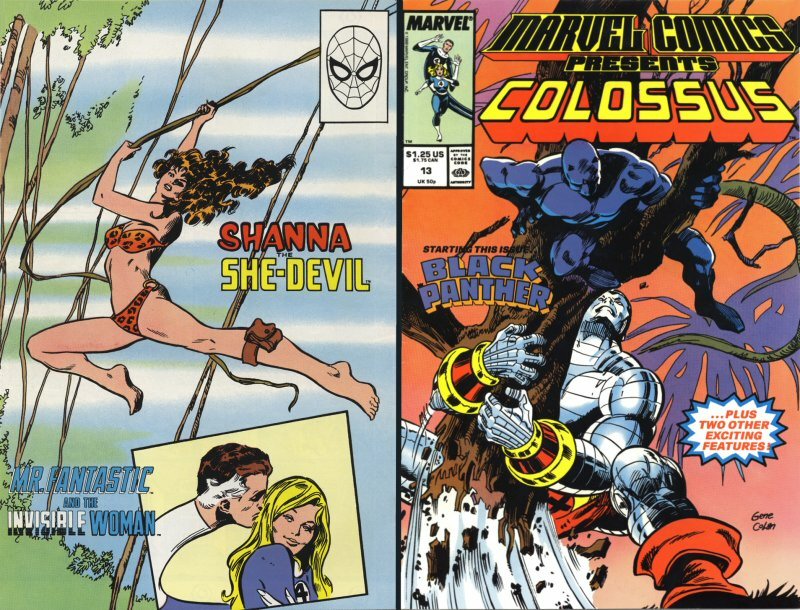 SHANNA
THE
SHE-DEVIL
MR. FANTASTIC
AND THE
INVISIBLE WOMAN
4
MARVEL
TM
$1.25 US
$1.75 CAN
13
UK 50p
APPROVED
BY THE
COMICS
CODE
AUTHORITY
MARVEL COMICS
PRESENTS
COLOSSUS
STARTING THIS ISSUE
BLACK
PANTHER
...PLUS
TWO OTHER
EXCITING
FEATURES!
Gene
Colan